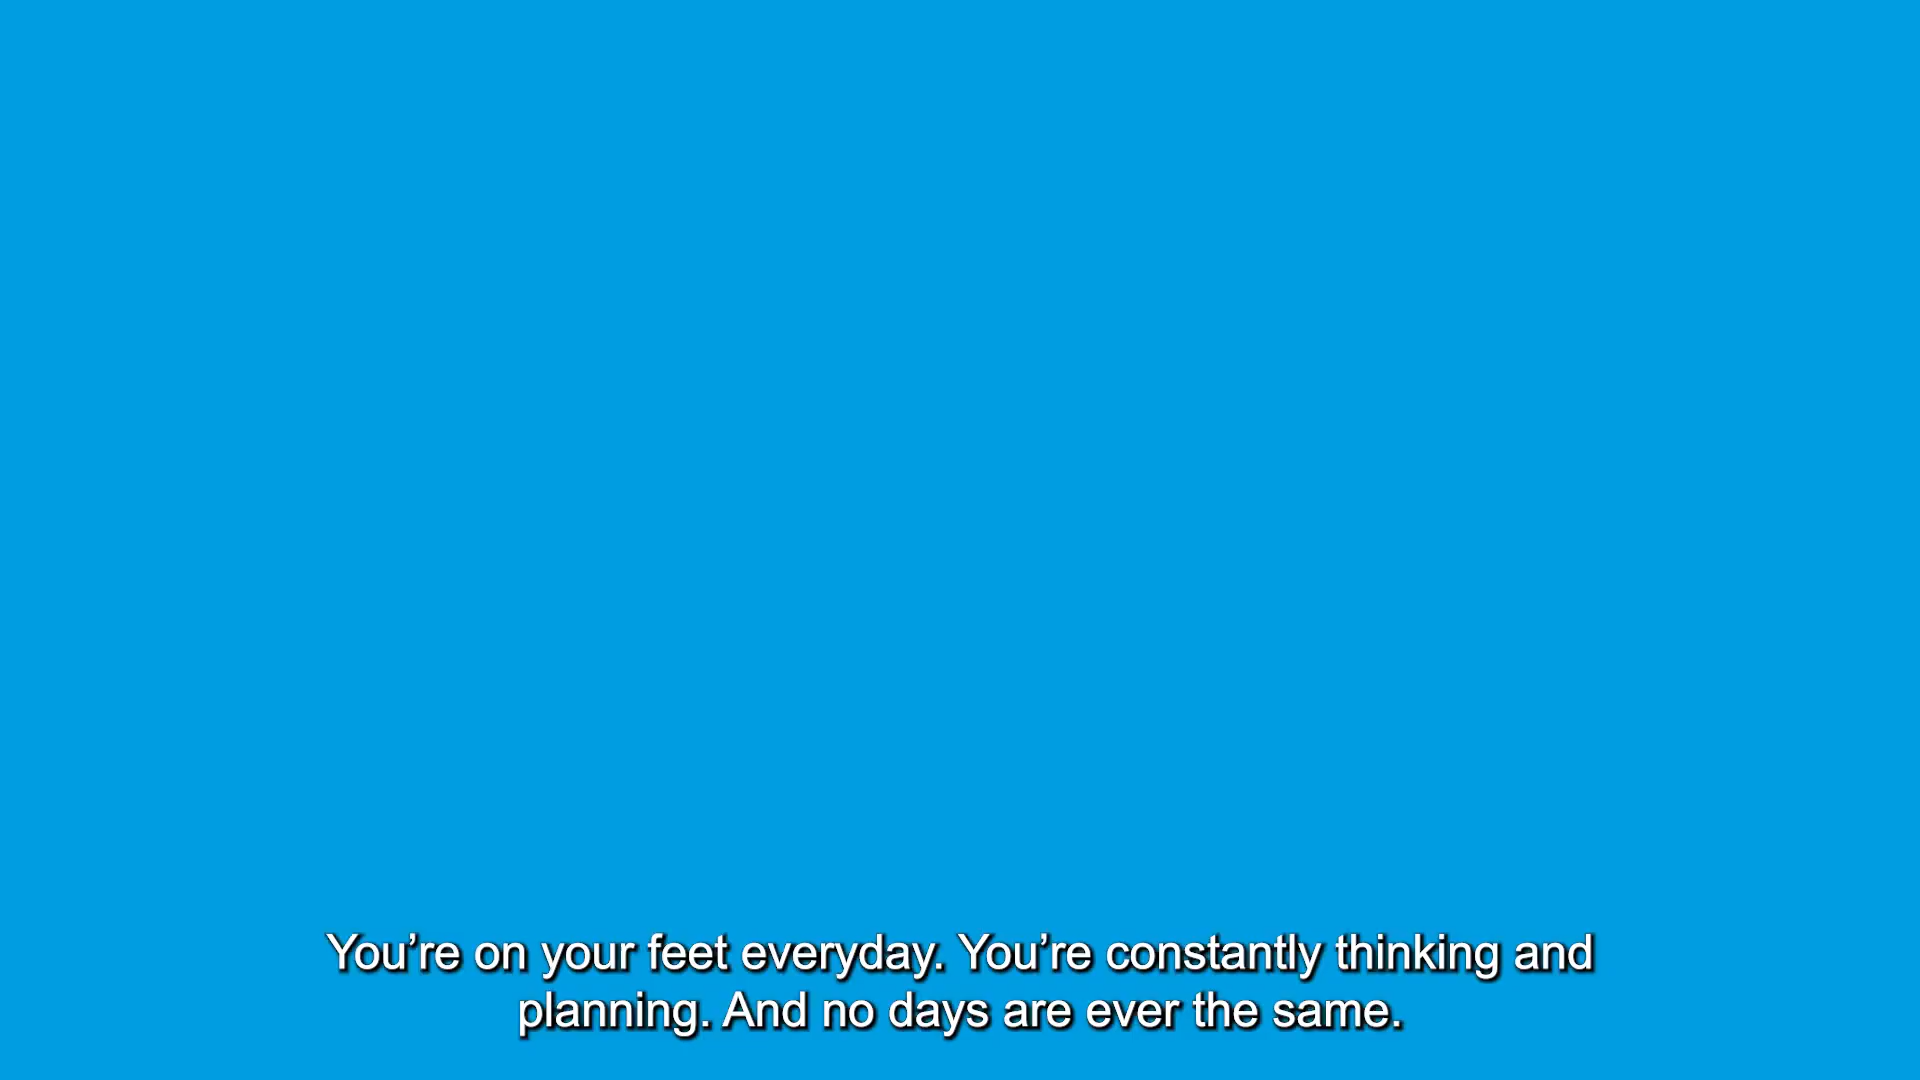 You’re on your feet everyday. You’re constantly thinking and
planning. And no days are ever the same.